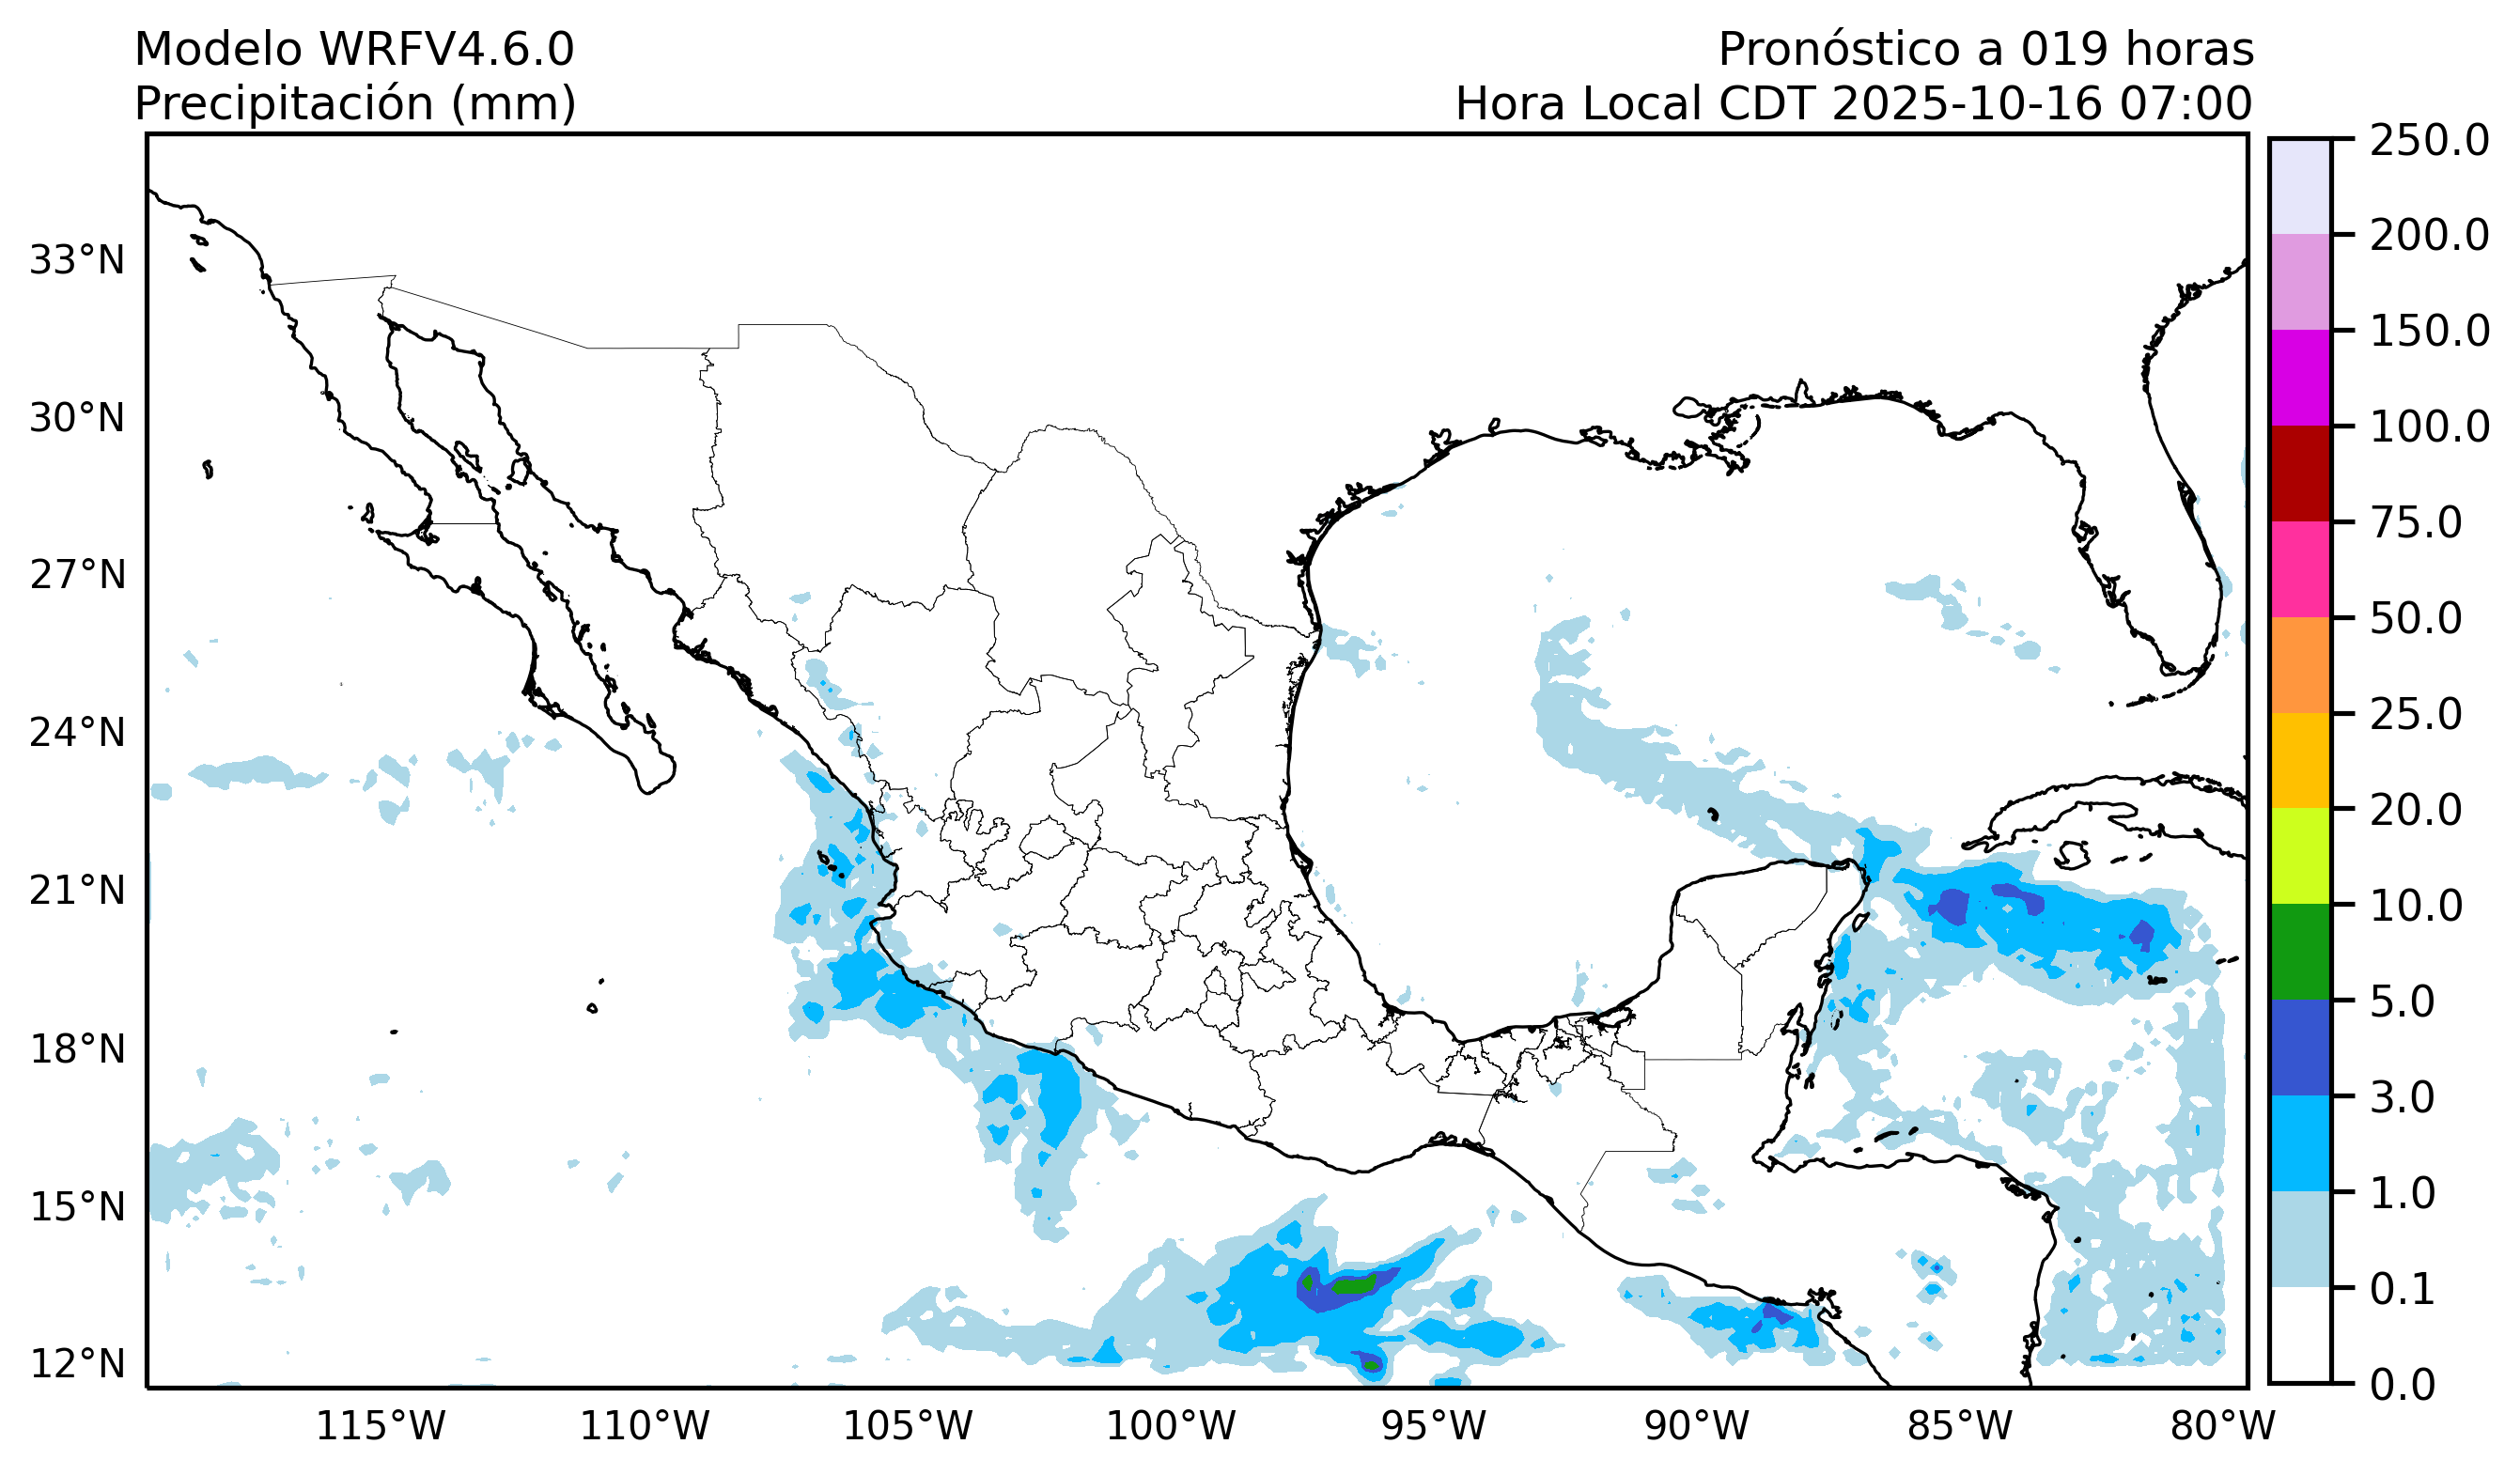 Modelo WRFV4.6.0
Precipitación (mm)
Pronóstico a 019 horas
Hora Local CDT 2025-10-16 07:00
33°N
30°N
27°N
24°N
21°N
18°N
15°N
12°N
115°W
110°W
105°W
100°W
95°W
90°W
85°W
80°W
250.0
200.0
150.0
100.0
75.0
50.0
25.0
20.0
10.0
5.0
3.0
1.0
0.1
0.0